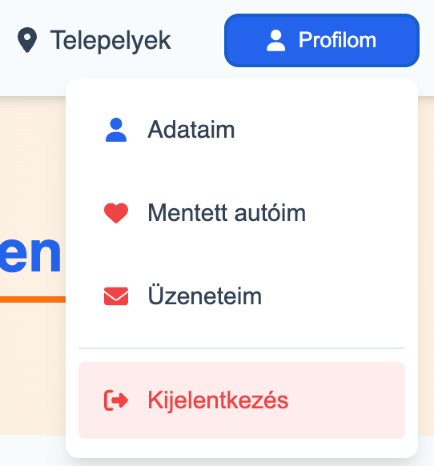 Telepelyek
Profilom
Adataim
Mentett autóim
en
Üzeneteim
Kijelentkezés